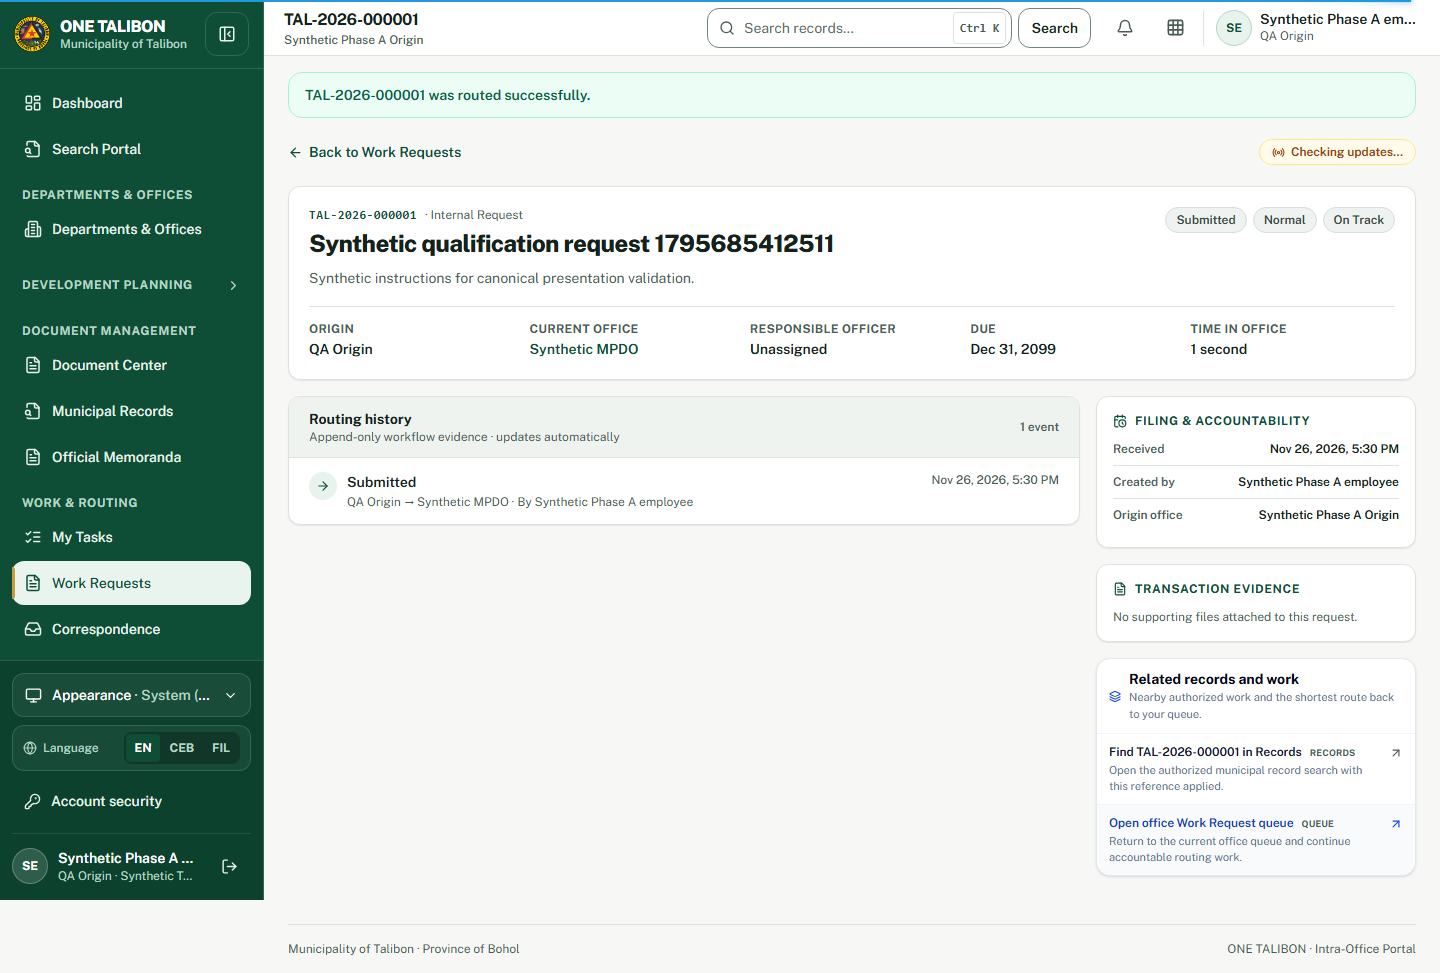 ONE TALIBON
Municipality of Talibon
TAL-2026-000001
Synthetic Phase A Origin
Search records...
Ctrl K
Search
SE
Synthetic Phase A em...
QA Origin
Dashboard
Search Portal
DEPARTMENTS & OFFICES
Departments & Offices
DEVELOPMENT PLANNING
DOCUMENT MANAGEMENT
Document Center
Municipal Records
Official Memoranda
WORK & ROUTING
My Tasks
Work Requests
Correspondence
Appearance · System (...
Language
EN
CEB
FIL
Account security
SE
Synthetic Phase A ...
QA Origin · Synthetic T...
TAL-2026-000001 was routed successfully.
Back to Work Requests
Checking updates...
TAL-2026-000001 · Internal Request
Submitted
Normal
On Track
Synthetic qualification request 1795685412511
Synthetic instructions for canonical presentation validation.
ORIGIN
QA Origin
CURRENT OFFICE
Synthetic MPDO
RESPONSIBLE OFFICER
Unassigned
DUE
Dec 31, 2099
TIME IN OFFICE
1 second
Routing history
Append-only workflow evidence · updates automatically
1 event
Submitted
Nov 26, 2026, 5:30 PM
QA Origin → Synthetic MPDO · By Synthetic Phase A employee
FILING & ACCOUNTABILITY
Received Nov 26, 2026, 5:30 PM
Created by Synthetic Phase A employee
Origin office Synthetic Phase A Origin
TRANSACTION EVIDENCE
No supporting files attached to this request.
Related records and work
Nearby authorized work and the shortest route back
to your queue.
Find TAL-2026-000001 in Records RECORDS
Open the authorized municipal record search with
this reference applied.
Open office Work Request queue QUEUE
Return to the current office queue and continue
accountable routing work.
Municipality of Talibon · Province of Bohol
ONE TALIBON · Intra-Office Portal